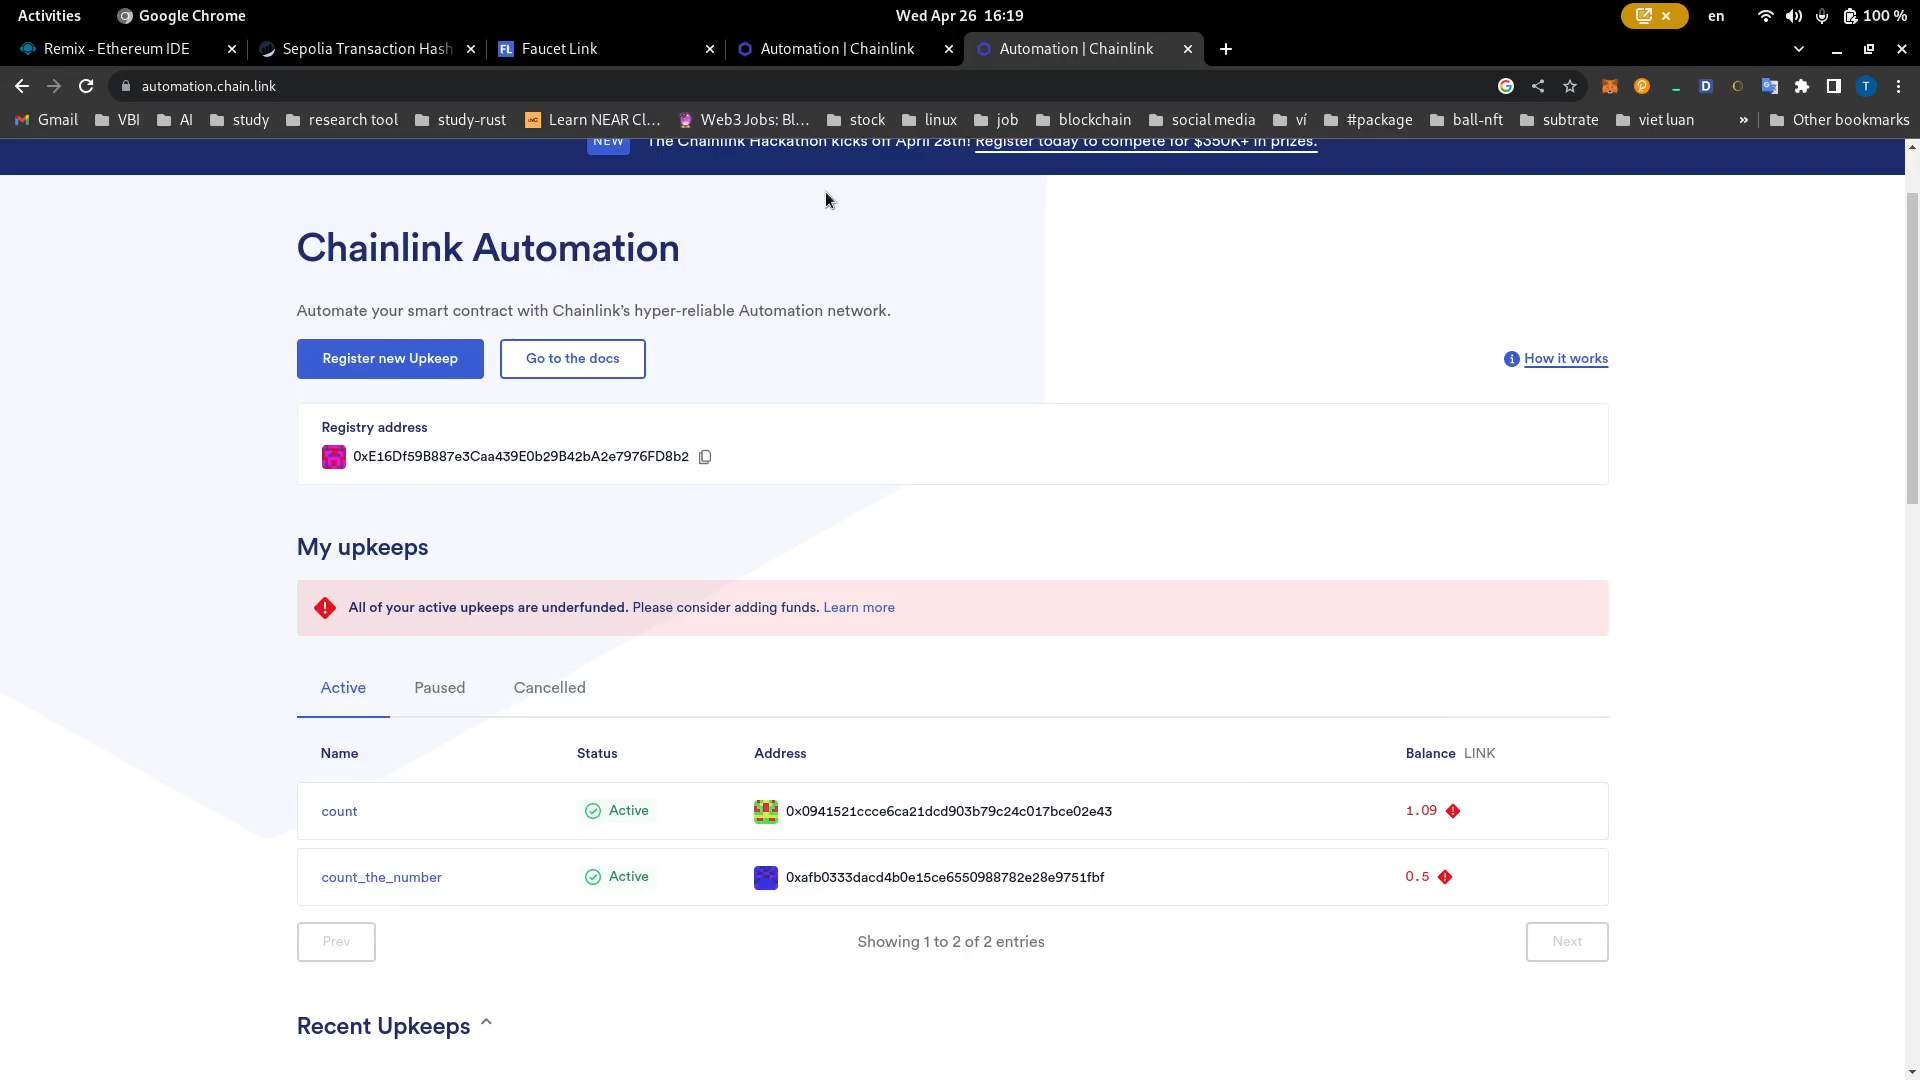 Activities
Google Chrome
Wed Apr 26 16:19
en
100 %
Remix - Ethereum IDE
Sepolia Transaction Hash
Faucet Link
Automation | Chainlink
Automation | Chainlink
automation.chain.link
Gmail
VBI
AI
study
research tool
study-rust
Learn NEAR Cl...
Web3 Jobs: Bl...
stock
linux
job
blockchain
social media
ví
#package
ball-nft
subtrate
viet luan
»
Other bookmarks
NEW
The Chainlink Hackathon kicks off April 28th! Register today to compete for $350K+ in prizes.
Chainlink Automation
Automate your smart contract with Chainlink’s hyper-reliable Automation network.
Register new Upkeep
Go to the docs
How it works
Registry address
0xE16Df59B887e3Caa439E0b29B42bA2e7976FD8b2
My upkeeps
All of your active upkeeps are underfunded. Please consider adding funds. Learn more
Active
Paused
Cancelled
Name
Status
Address
Balance LINK
count
Active
0x0941521ccce6ca21dcd903b79c24c017bce02e43
1.09
count_the_number
Active
0xafb0333dacd4b0e15ce6550988782e28e9751fbf
0.5
Prev
Showing 1 to 2 of 2 entries
Next
Recent Upkeeps